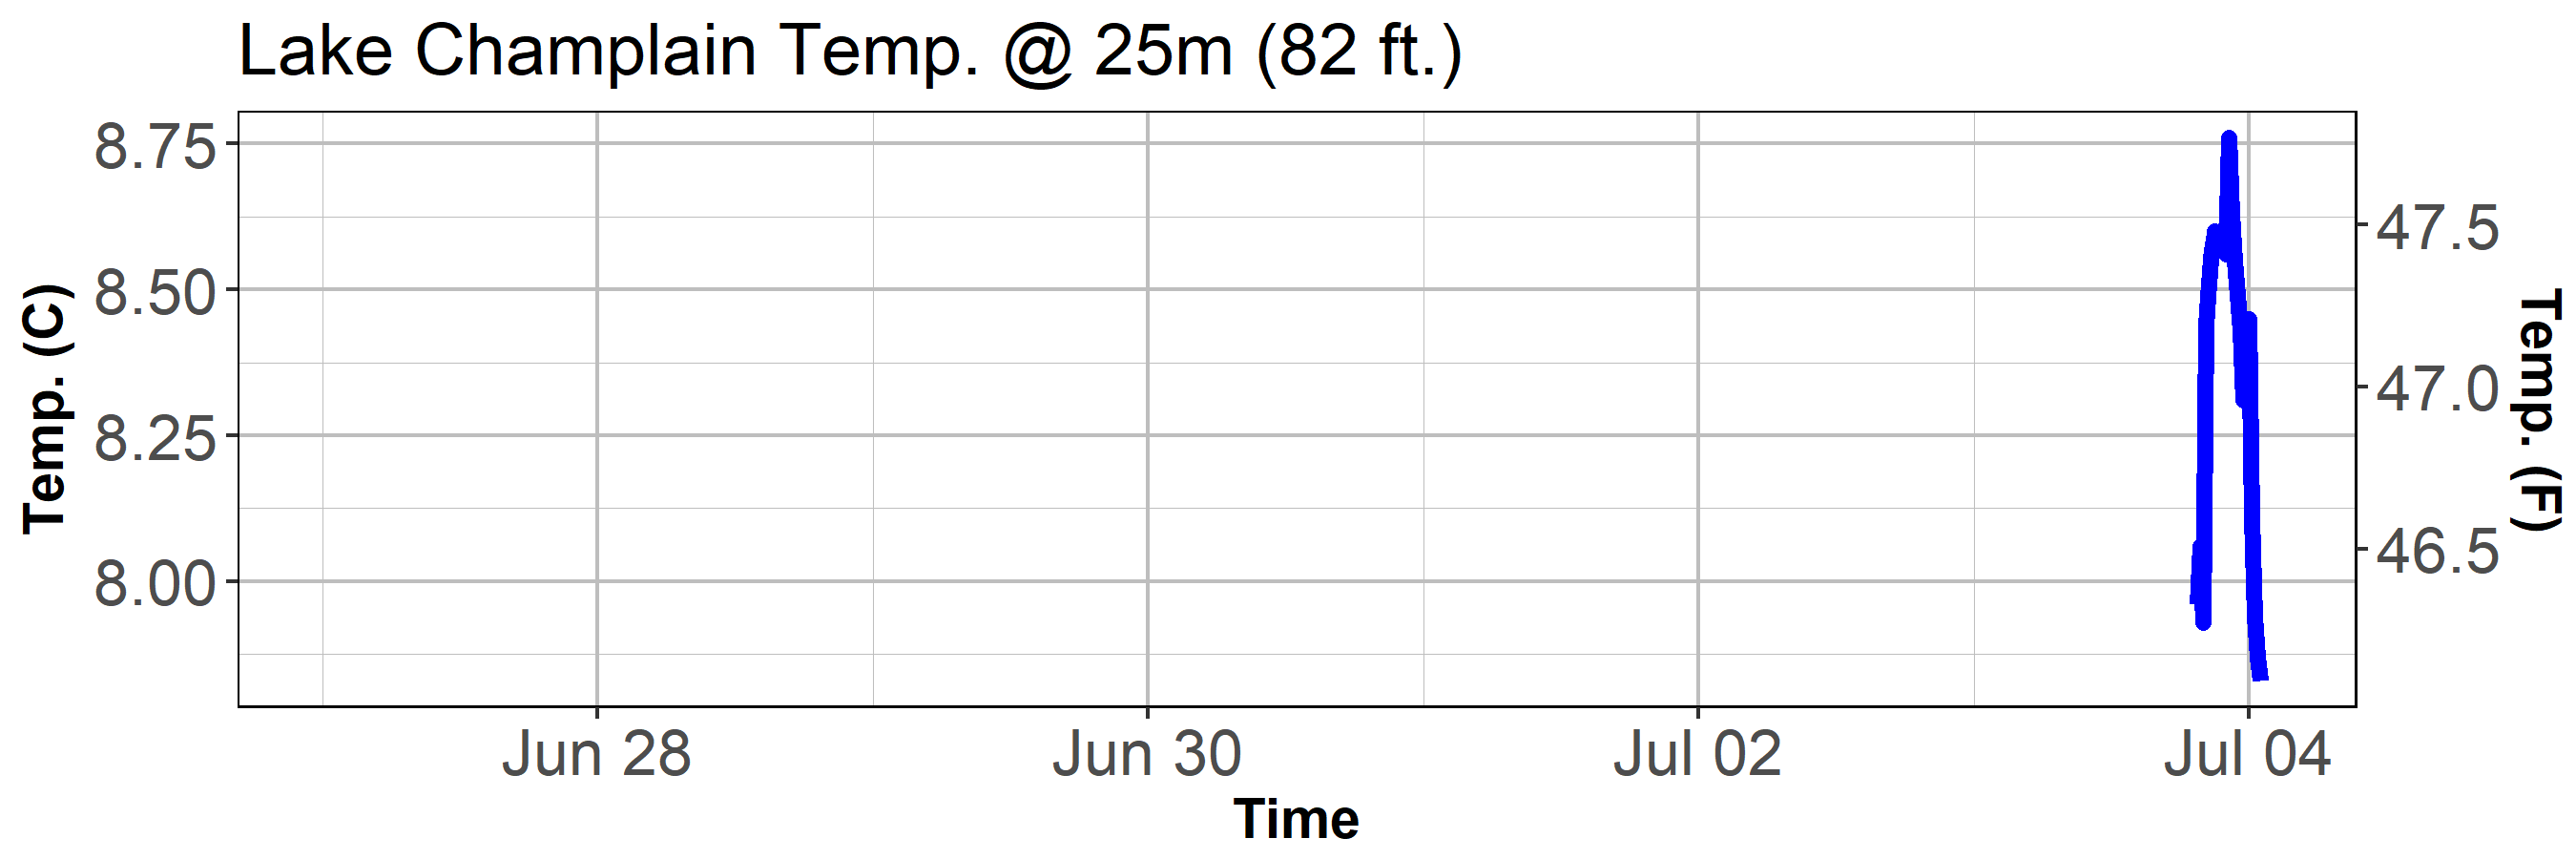 Lake Champlain Temp. @ 25m (82 ft.)
Temp. (C)
8.75
8.50
8.25
8.00
47.5
47.0
46.5
Temp. (F)
Jun 28
Jun 30
Jul 02
Jul 04
Time